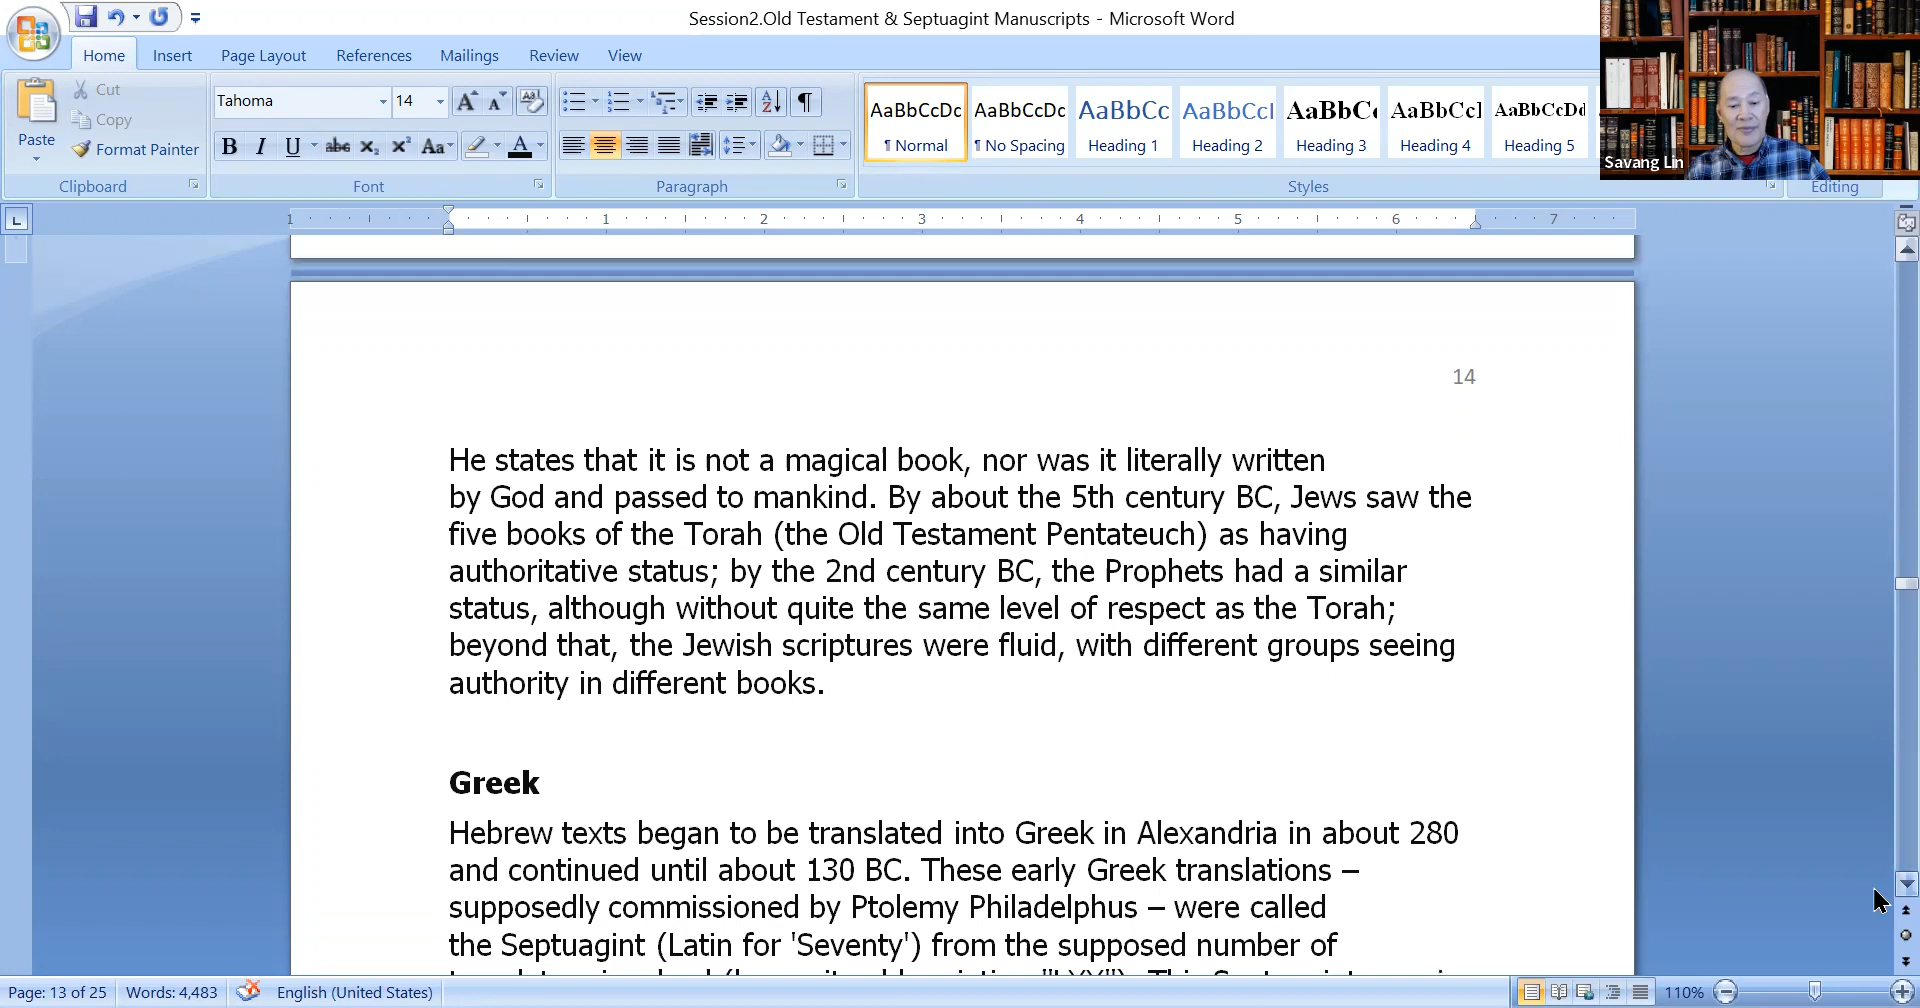 Session2.Old Testament & Septuagint Manuscripts - Microsoft Word
Home Insert Page Layout References Mailings Review View
Paste
Cut
Copy
Format Painter
Clipboard
Tahoma 14
Font
Paragraph
AaBbCcDc AaBbCcDc AaBbCc AaBbCcI AaBbC AaBbCcI AaBbCcDd
¶ Normal ¶ No Spacing Heading 1 Heading 2 Heading 3 Heading 4 Heading 5
Styles
Editing
Savang Lin
1 1 2 3 4 5 6 7
14
He states that it is not a magical book, nor was it literally written
by God and passed to mankind. By about the 5th century BC, Jews saw the
five books of the Torah (the Old Testament Pentateuch) as having
authoritative status; by the 2nd century BC, the Prophets had a similar
status, although without quite the same level of respect as the Torah;
beyond that, the Jewish scriptures were fluid, with different groups seeing
authority in different books.
Greek
Hebrew texts began to be translated into Greek in Alexandria in about 280
and continued until about 130 BC. These early Greek translations –
supposedly commissioned by Ptolemy Philadelphus – were called
the Septuagint (Latin for 'Seventy') from the supposed number of
Page: 13 of 25 Words: 4,483 English (United States) 110%